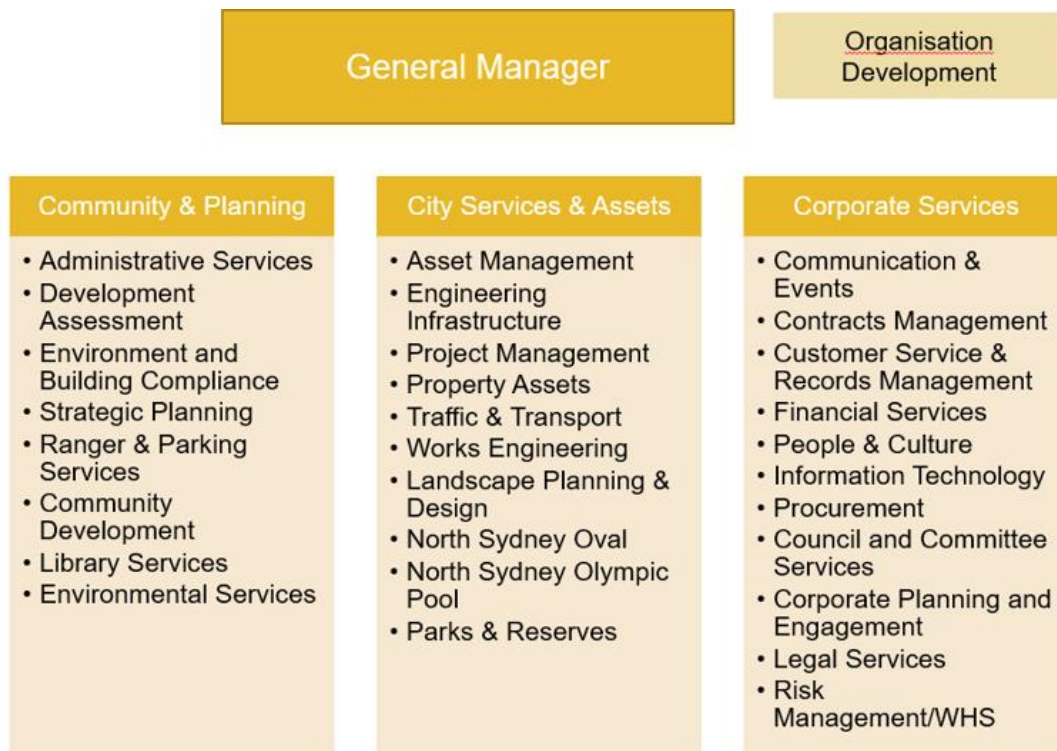 General Manager
Organisation
Development
Community & Planning
• Administrative Services
• Development
Assessment
• Environment and
Building Compliance
• Strategic Planning
• Ranger & Parking
Services
• Community
Development
• Library Services
• Environmental Services
City Services & Assets
• Asset Management
• Engineering
Infrastructure
• Project Management
• Property Assets
• Traffic & Transport
• Works Engineering
• Landscape Planning &
Design
• North Sydney Oval
• North Sydney Olympic
Pool
• Parks & Reserves
Corporate Services
• Communication &
Events
• Contracts Management
• Customer Service &
Records Management
• Financial Services
• People & Culture
• Information Technology
• Procurement
• Council and Committee
Services
• Corporate Planning and
Engagement
• Legal Services
• Risk
Management/WHS